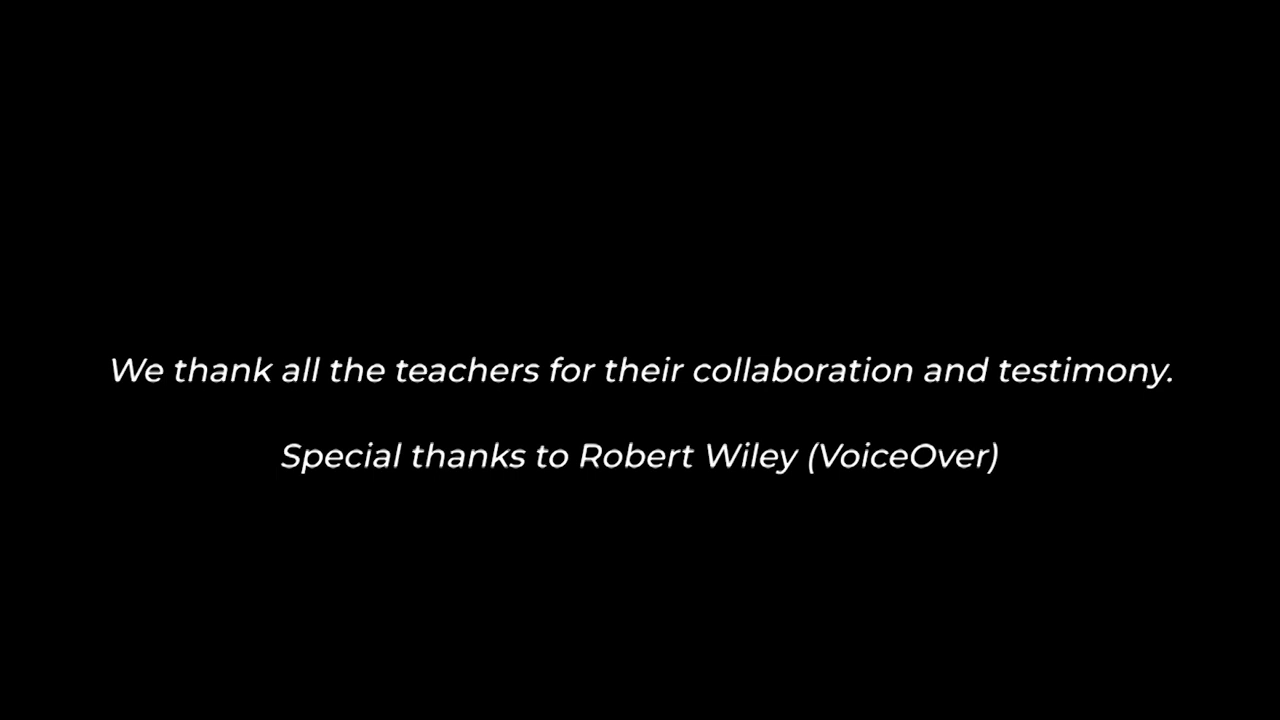 We thank all the teachers for their collaboration and testimony.
Special thanks to Robert Wiley (VoiceOver)